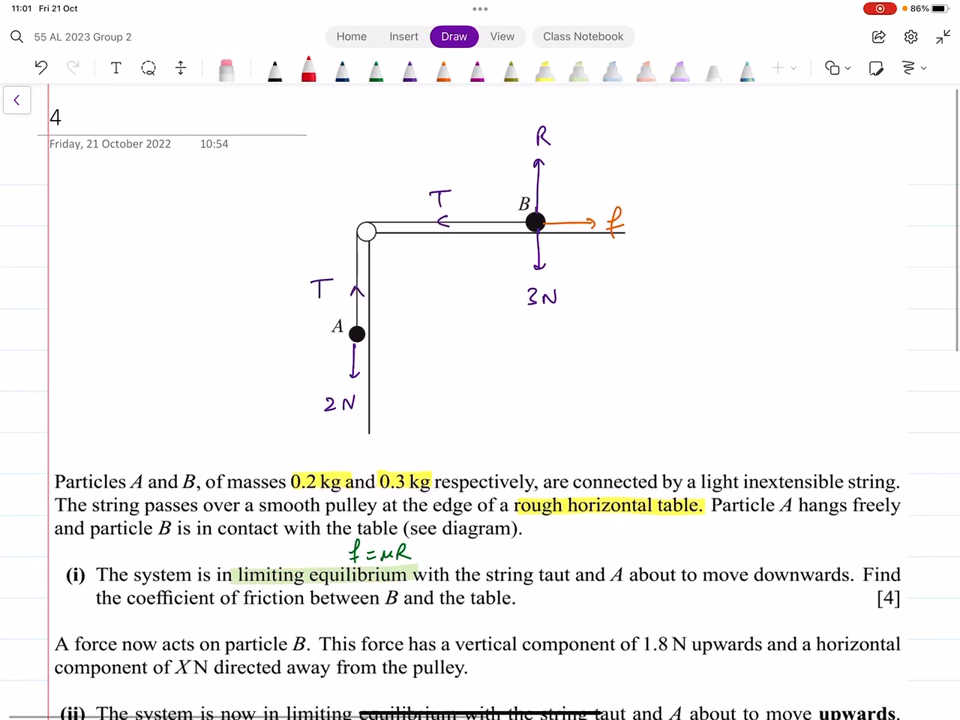 11:01 Fri 21 Oct
86%
55 AL 2023 Group 2
Home Insert Draw View Class Notebook
T
4
Friday, 21 October 2022 10:54
R
T
B
f
T
3N
A
2N
Particles A and B, of masses 0.2 kg and 0.3 kg respectively, are connected by a light inextensible string.
The string passes over a smooth pulley at the edge of a rough horizontal table. Particle A hangs freely
and particle B is in contact with the table (see diagram).
f = μR
(i) The system is in limiting equilibrium with the string taut and A about to move downwards. Find
the coefficient of friction between B and the table. [4]
A force now acts on particle B. This force has a vertical component of 1.8 N upwards and a horizontal
component of X N directed away from the pulley.
(ii) The system is now in limiting equilibrium with the string taut and A about to move upwards.